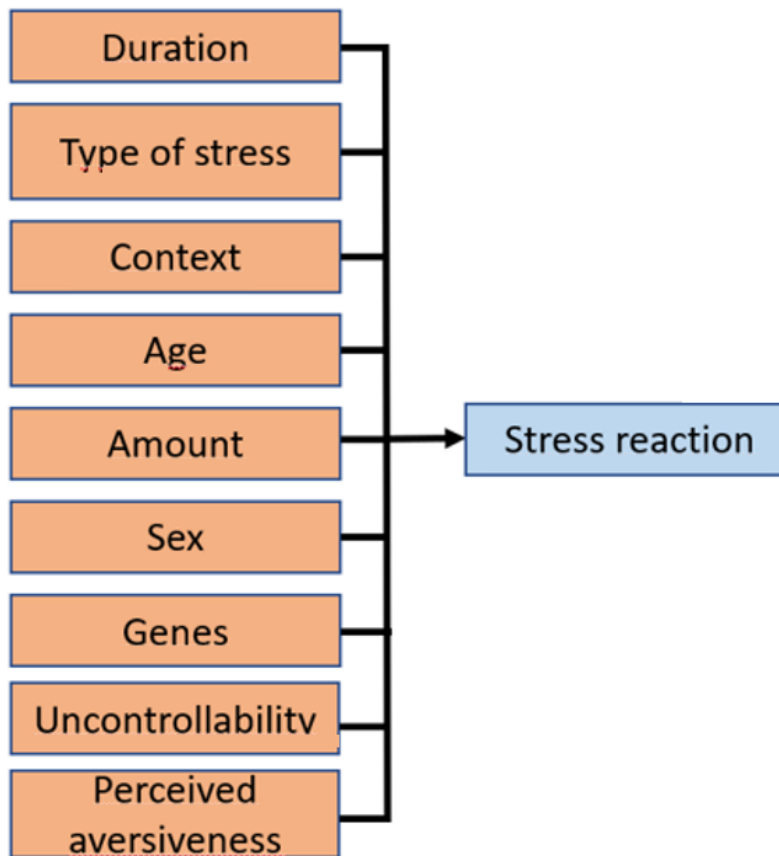 Duration
Type of stress
Context
Age
Amount
Stress reaction
Sex
Genes
Uncontrollability
Perceived
aversiveness